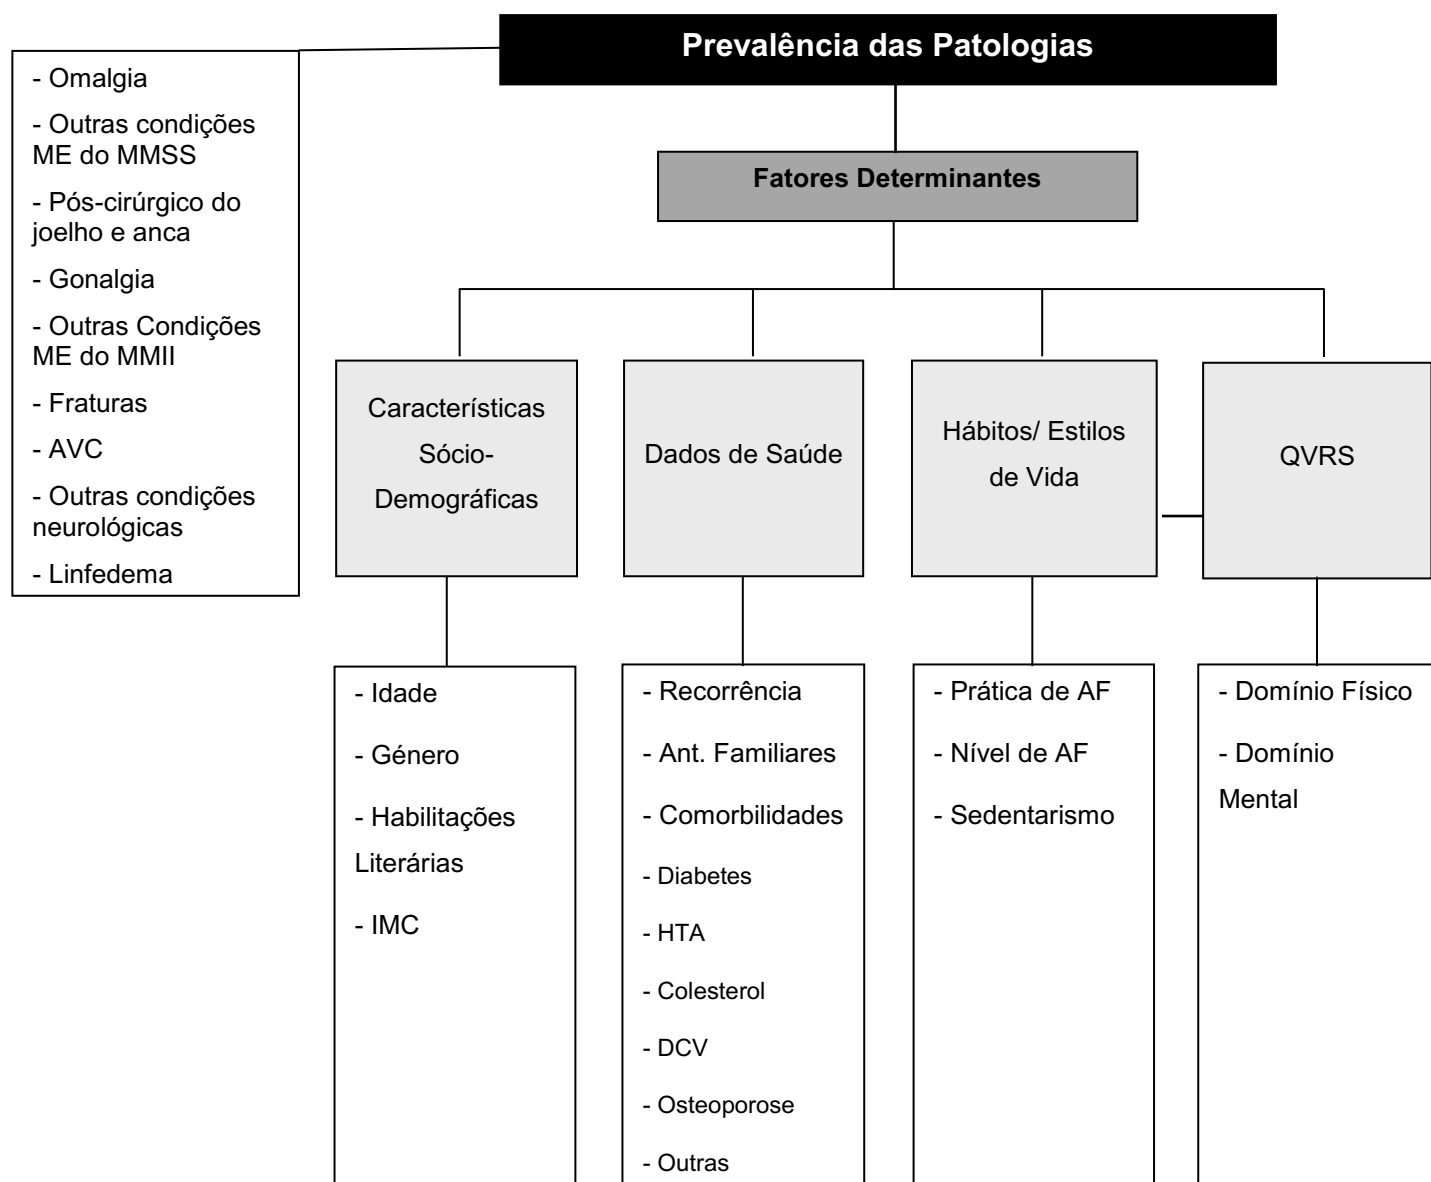 Prevalência das Patologias
- Omalgia
- Outras condições
ME do MMSS
- Pós-cirúrgico do
joelho e anca
- Gonalgia
- Outras Condições
ME do MMII
- Fraturas
- AVC
- Outras condições
neurológicas
- Linfedema
Fatores Determinantes
Características
Sócio-
Demográficas
Dados de Saúde
Hábitos/ Estilos
de Vida
QVRS
- Idade
- Género
- Habilitações
Literárias
- IMC
- Recorrência
- Ant. Familiares
- Comorbilidades
- Diabetes
- HTA
- Colesterol
- DCV
- Osteoporose
- Outras
- Prática de AF
- Nível de AF
- Sedentarismo
- Domínio Físico
- Domínio
Mental